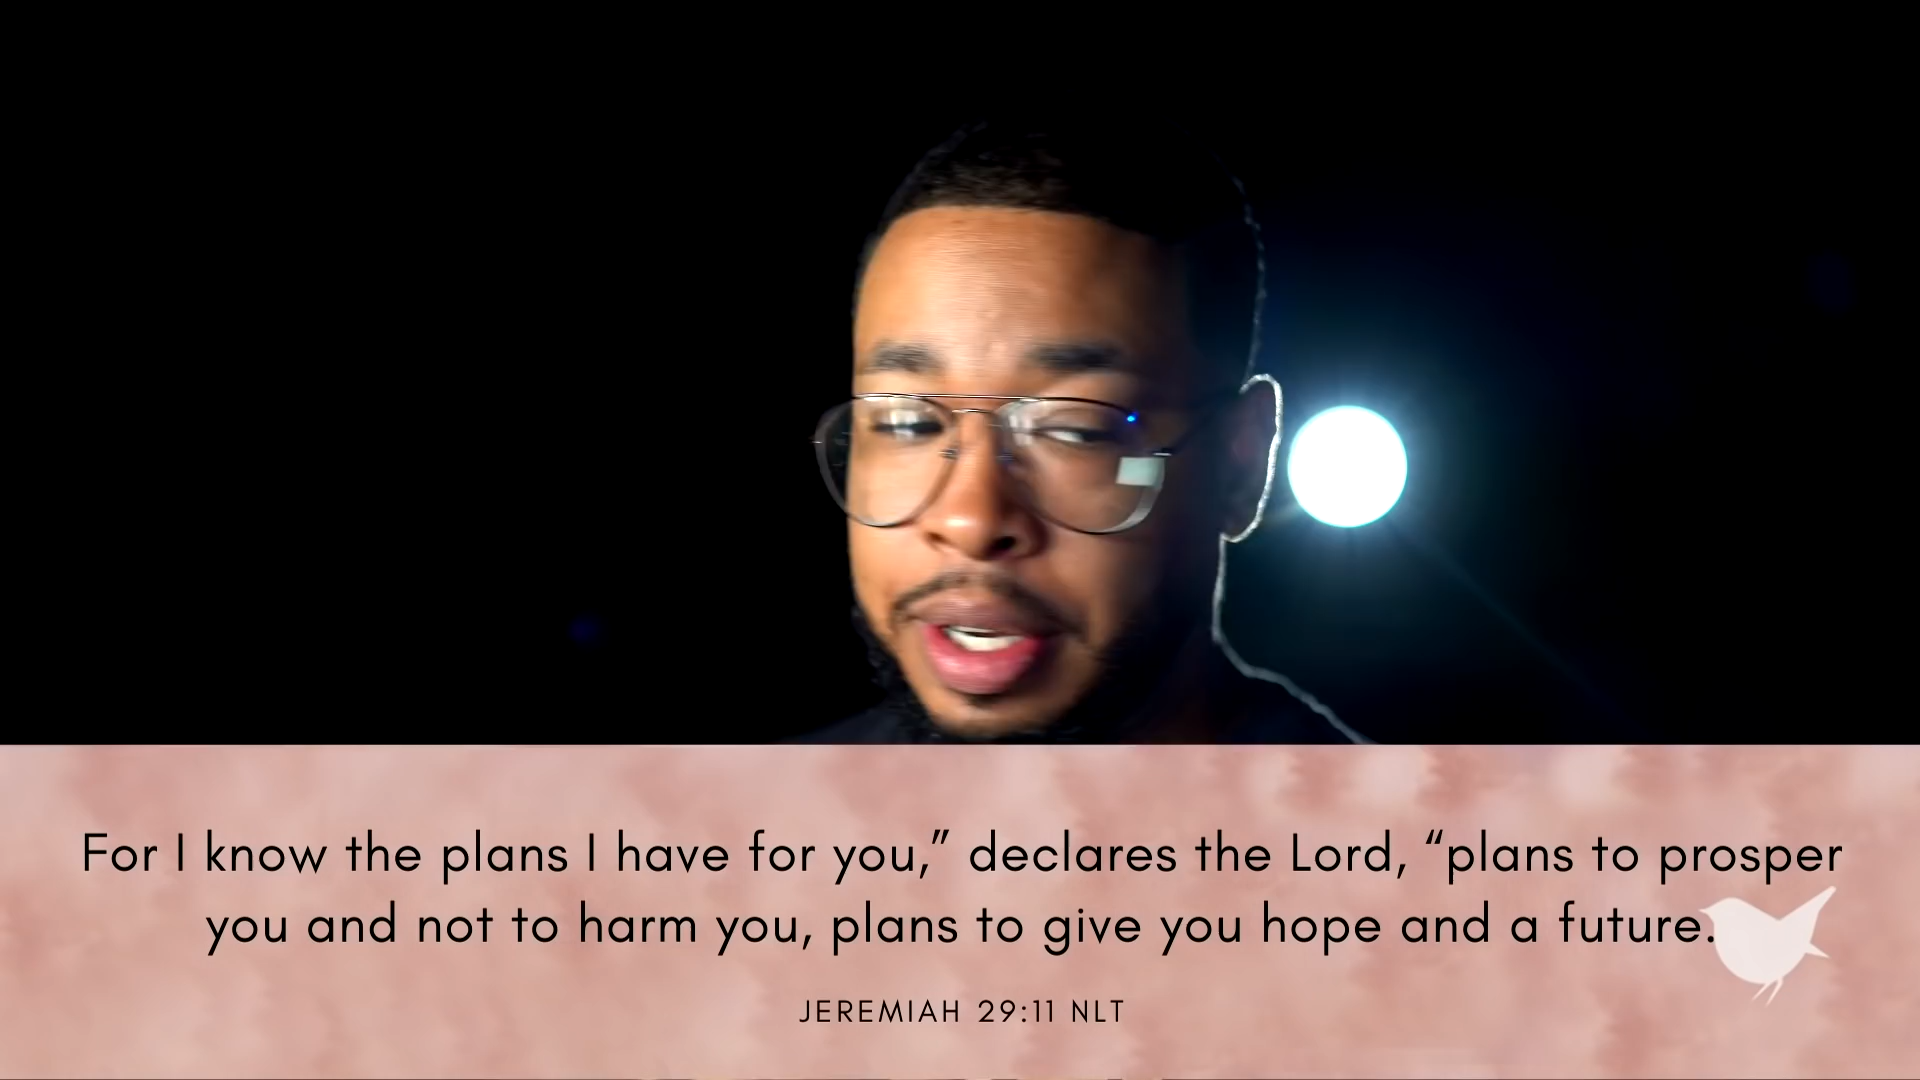 For I know the plans I have for you,” declares the Lord, “plans to prosper
you and not to harm you, plans to give you hope and a future.
JEREMIAH 29:11 NLT